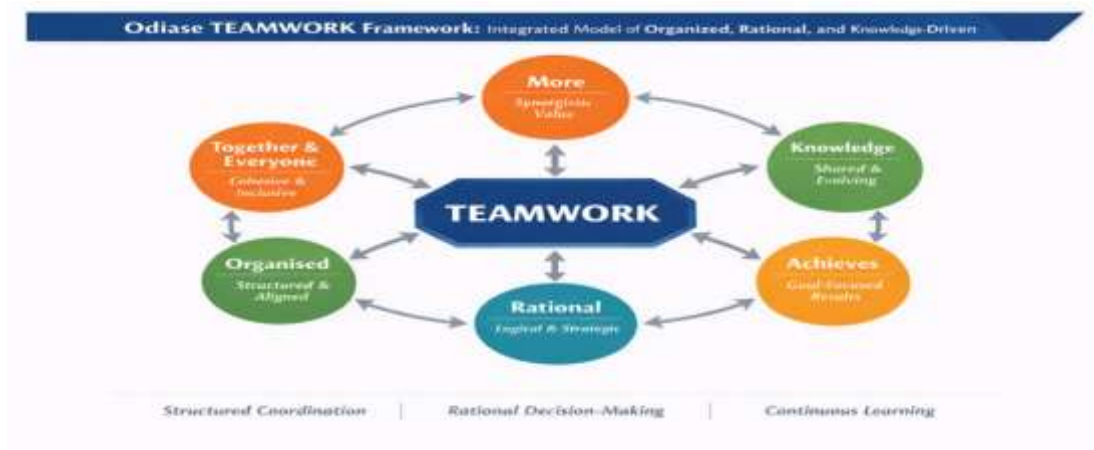 Odiase TEAMWORK Framework: Integrated Model of Organized, Rational, and Knowledge-Driven
More
Synergistic
Value
Together &
Everyone
Cohesive &
Inclusive
Knowledge
Shared &
Evolving
TEAMWORK
Organised
Structured &
Aligned
Achieves
Goal-Focused
Results
Rational
Logical & Strategic
Structured Coordination
Rational Decision-Making
Continuous Learning